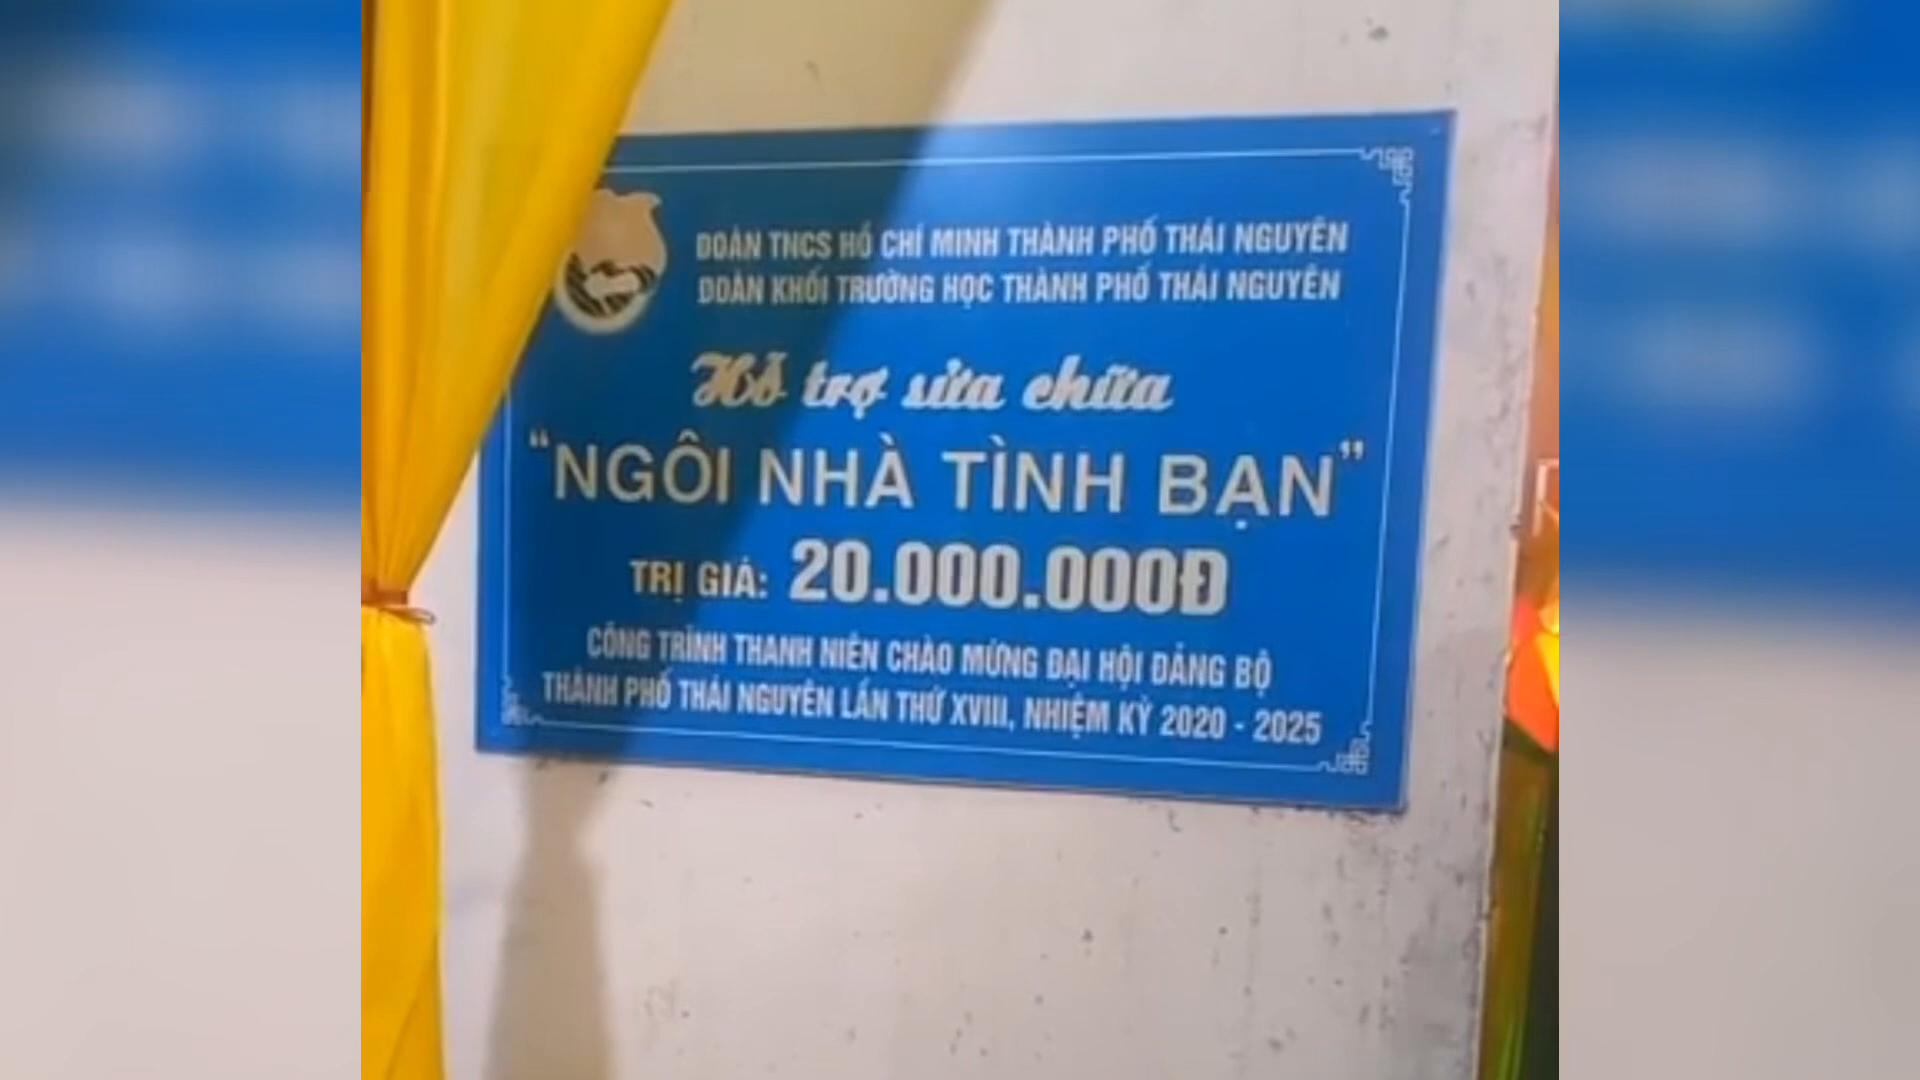 ĐOÀN TNCS HỒ CHÍ MINH THÀNH PHỐ THÁI NGUYÊN
ĐOÀN KHỐI TRƯỜNG HỌC THÀNH PHỐ THÁI NGUYÊN
Hỗ trợ sửa chữa
"NGÔI NHÀ TÌNH BẠN"
TRỊ GIÁ: 20.000.000Đ
CÔNG TRÌNH THANH NIÊN CHÀO MỪNG ĐẠI HỘI ĐẢNG BỘ
THÀNH PHỐ THÁI NGUYÊN LẦN THỨ XVIII, NHIỆM KỲ 2020 - 2025